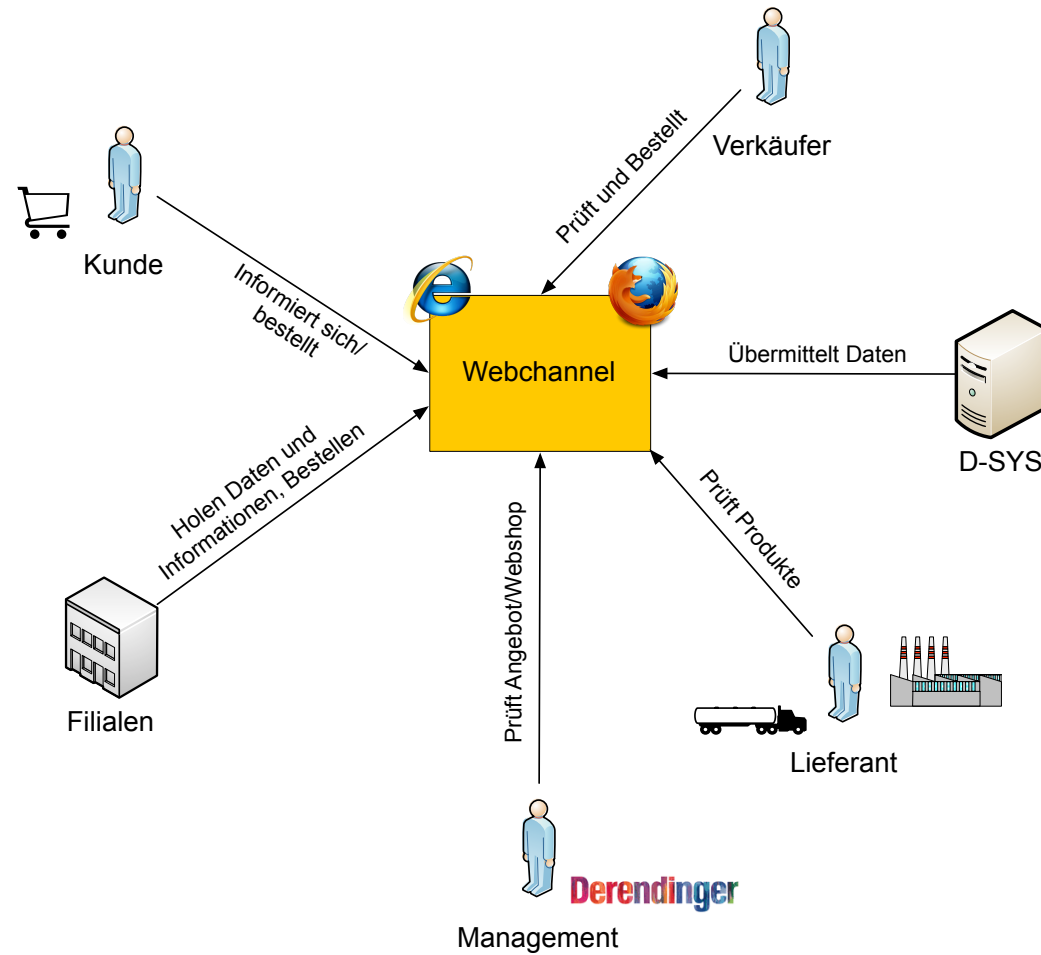 Verkäufer
Prüft und Bestellt
Kunde
Informiert sich/
bestellt
Webchannel
Übermittelt Daten
D-SYS
Holen Daten und
Informationen, Bestellen
Prüft Produkte
Prüft Angebot/Webshop
Filialen
Lieferant
Derendinger
Management